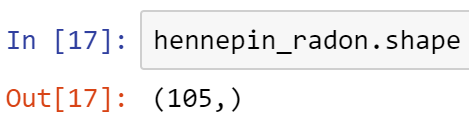 In [17]: hennepin_radon.shape
Out[17]: (105,)